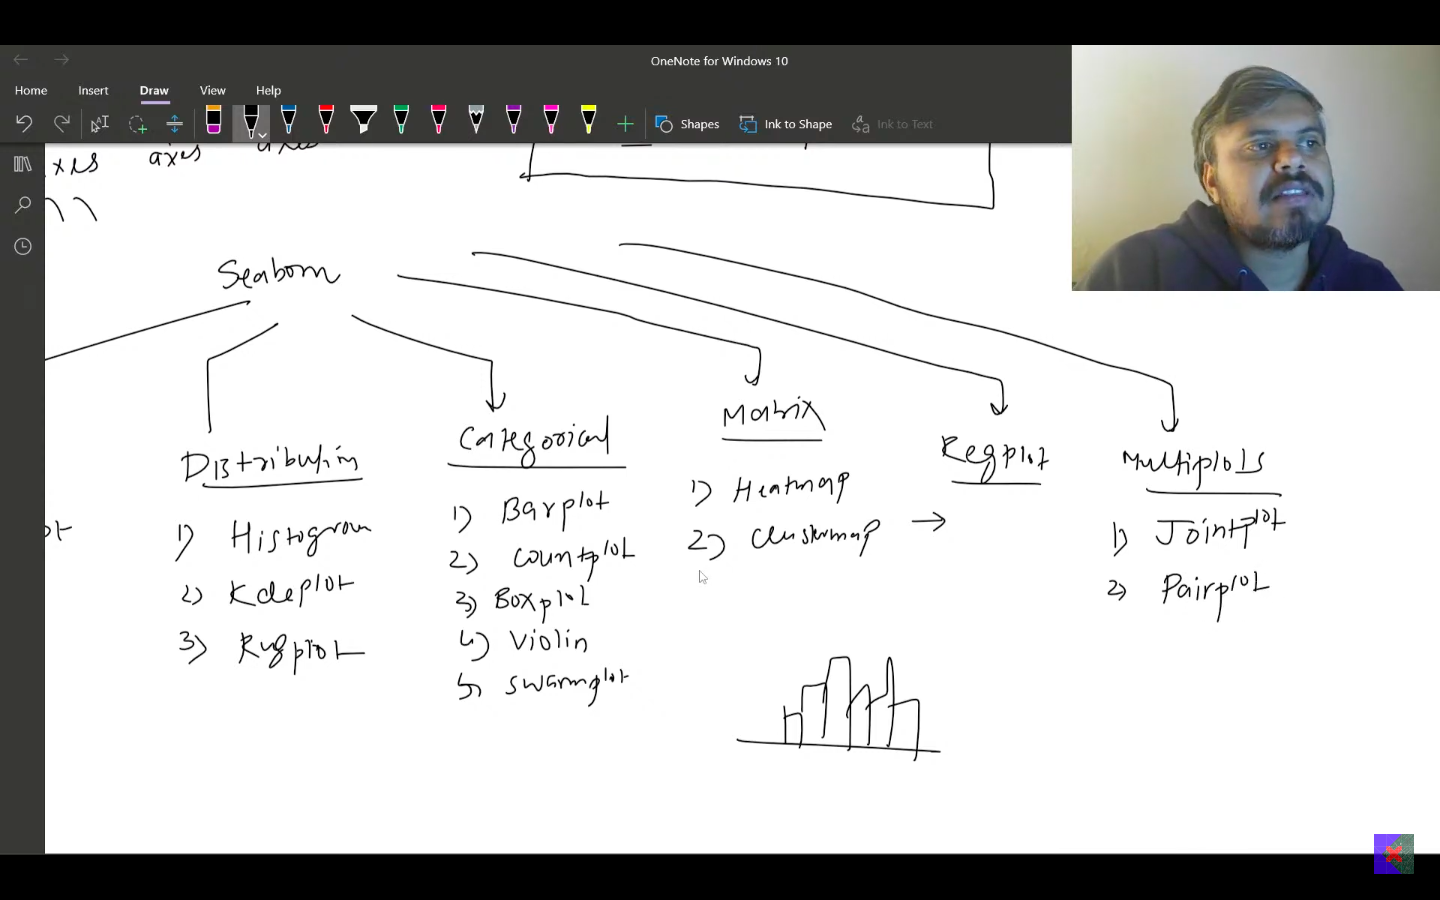 OneNote for Windows 10
Home Insert Draw View Help
Shapes Ink to Shape Ink to Text
xes axes axes
Seaborn
Distribution
1) Histogram
2) Kdeplot
3) Rugplot
Categorical
1) Barplot
2) Countplot
3) Boxplot
4) Violin
5) Swarmplot
Matrix
1) Heatmap
2) Clustermap →
Regplot
Multiplots
1) Jointplot
2) Pairplot
ot